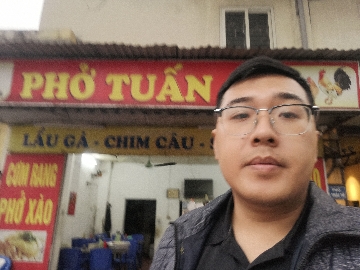 PHỞ TUẤN
LẨU GÀ - CHIM CÂU -
CƠM RANG
PHỞ XÀO